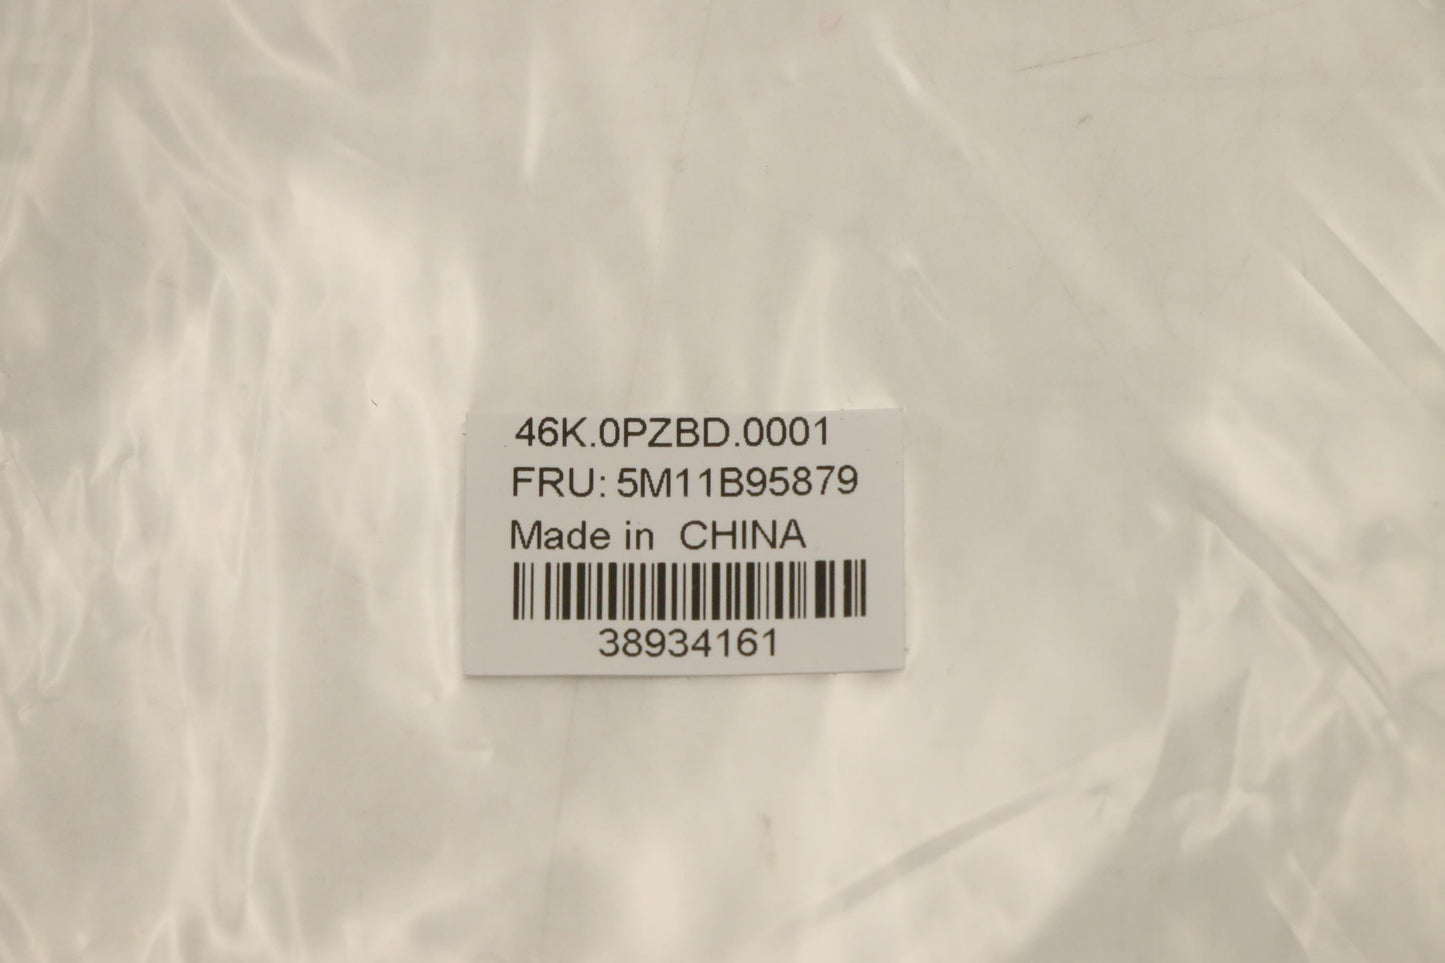 46K.0PZBD.0001
FRU: 5M11B95879
Made in CHINA
38934161